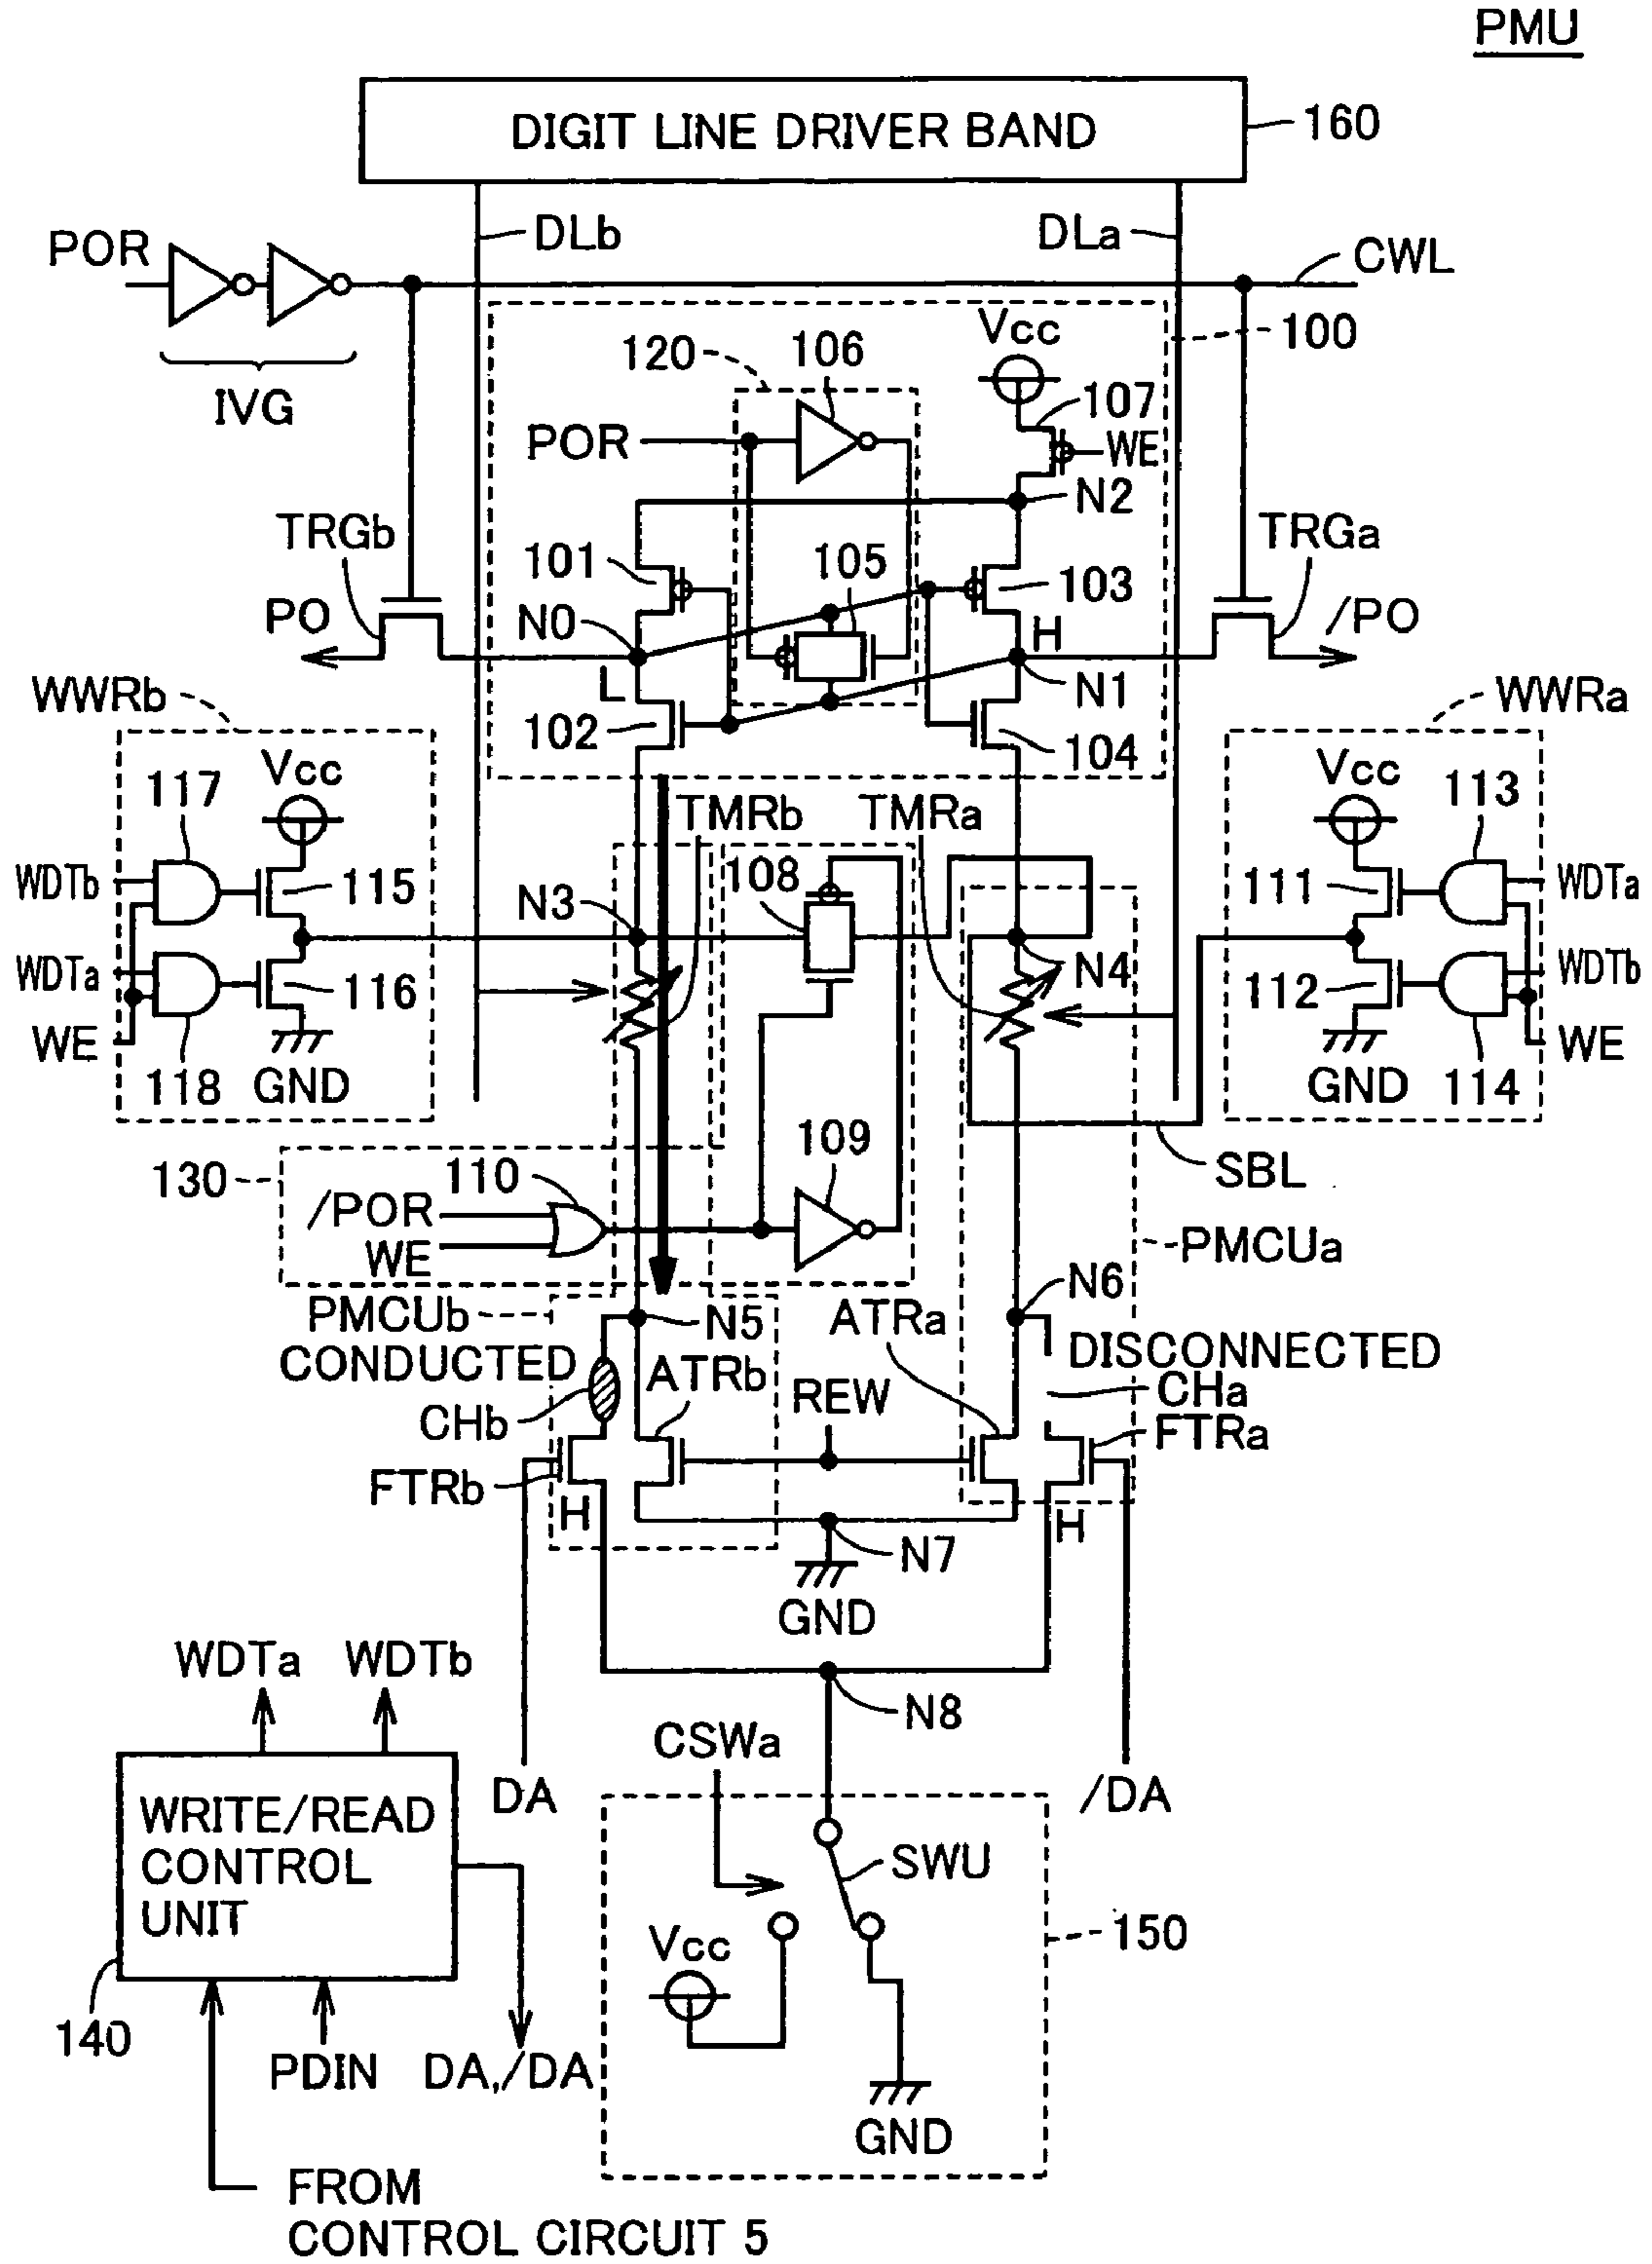 PMU
DIGIT LINE DRIVER BAND
160
DLb
DLa
POR
CWL
IVG
100
Vcc
120
106
107
POR
WE
N2
TRGb
TRGa
101
105
103
PO
N0
H
/PO
L
N1
WWRb
WWRa
102
104
117
Vcc
TMRb
TMRa
Vcc
113
WDTb
115
108
111
WDTa
N3
N4
WDTa
116
112
WDTb
WE
WE
118
GND
GND
114
109
130
110
SBL
/POR
WE
PMCUa
N6
PMCUb
N5
ATRa
CONDUCTED
DISCONNECTED
ATRb
REW
CHa
CHb
FTRa
FTRb
H
H
N7
GND
WDTa
WDTb
N8
CSWa
DA
/DA
WRITE/READ
CONTROL
UNIT
SWU
Vcc
150
140
PDIN
DA,/DA
GND
FROM
CONTROL CIRCUIT 5